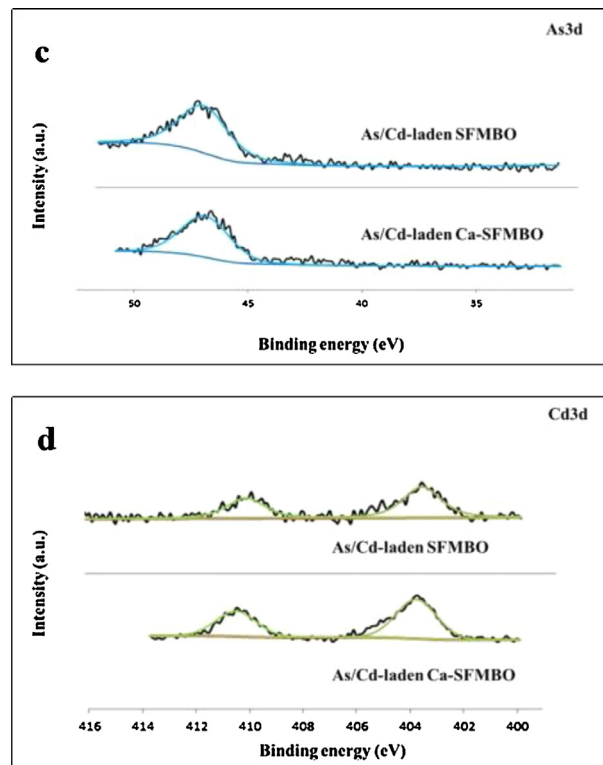 As3d
c
As/Cd-laden SFMBO
Intensity (a.u.)
As/Cd-laden Ca-SFMBO
50 45 40 35
Binding energy (eV)
Cd3d
d
As/Cd-laden SFMBO
Intensity (a.u.)
As/Cd-laden Ca-SFMBO
416 414 412 410 408 406 404 402 400
Binding energy (eV)